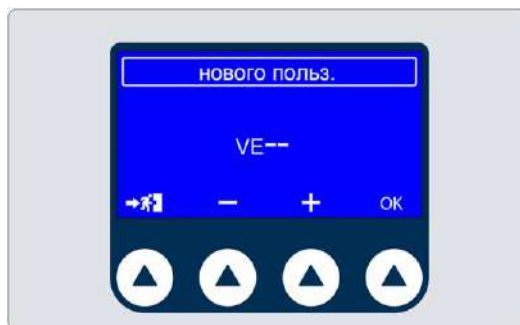 нового польз.
VE--
− + OK